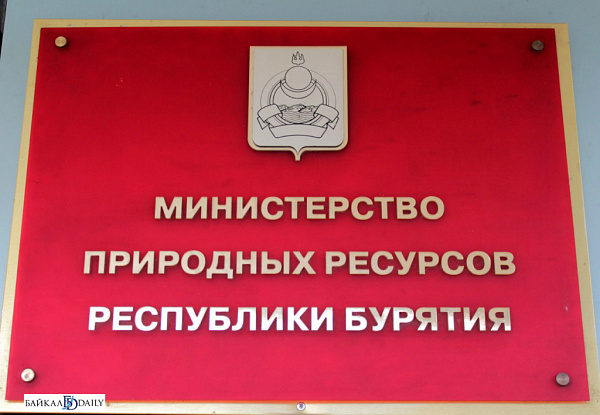 МИНИСТЕРСТВО
ПРИРОДНЫХ РЕСУРСОВ
РЕСПУБЛИКИ БУРЯТИЯ
БАЙКАЛ DAILY